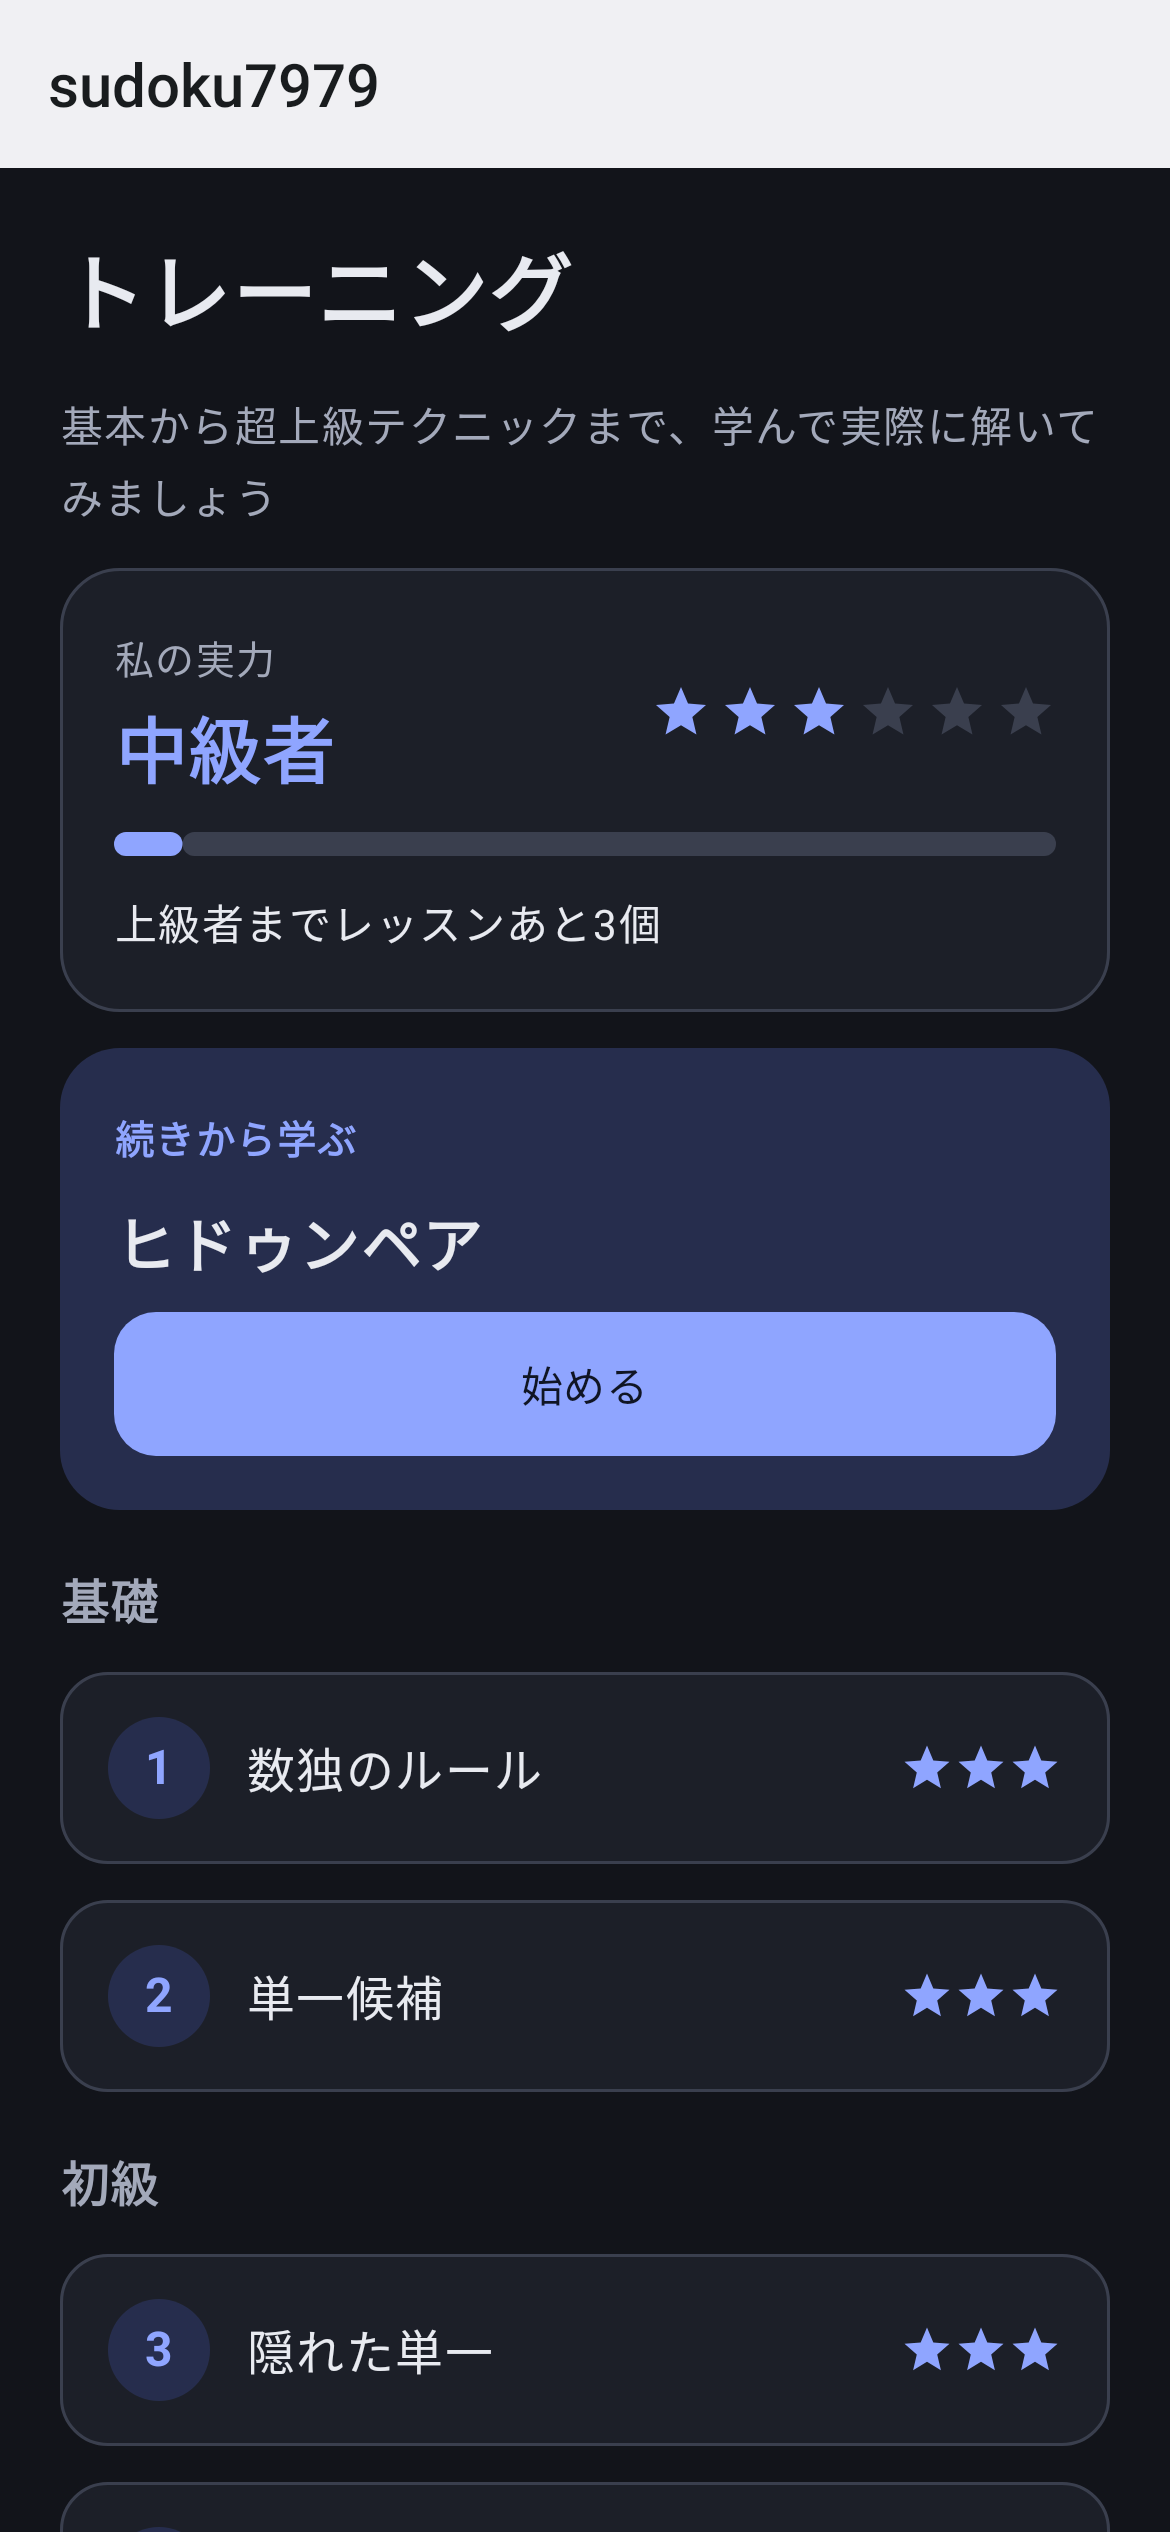 sudoku7979
トレーニング
基本から超上級テクニックまで、学んで実際に解いて
みましょう
私の実力
中級者
上級者までレッスンあと3個
続きから学ぶ
ヒドゥンペア
始める
基礎
1 数独のルール
2 単一候補
初級
3 隠れた単一